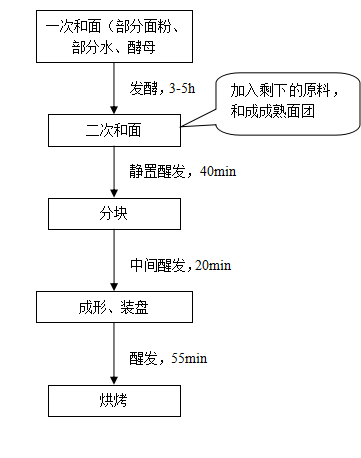 一次和面（部分面粉、
部分水、酵母
发酵，3-5h
加入剩下的原料，
和成成熟面团
二次和面
静置醒发，40min
分块
中间醒发，20min
成形、装盘
醒发，55min
烘烤